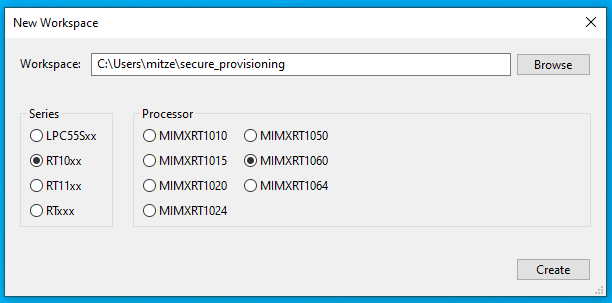 New Workspace
Workspace: C:\Users\mitze\secure_provisioning Browse
Series Processor
LPC55Sxx MIMXRT1010 MIMXRT1050
RT10xx MIMXRT1015 MIMXRT1060
RT11xx MIMXRT1020 MIMXRT1064
RTxxx MIMXRT1024
Create